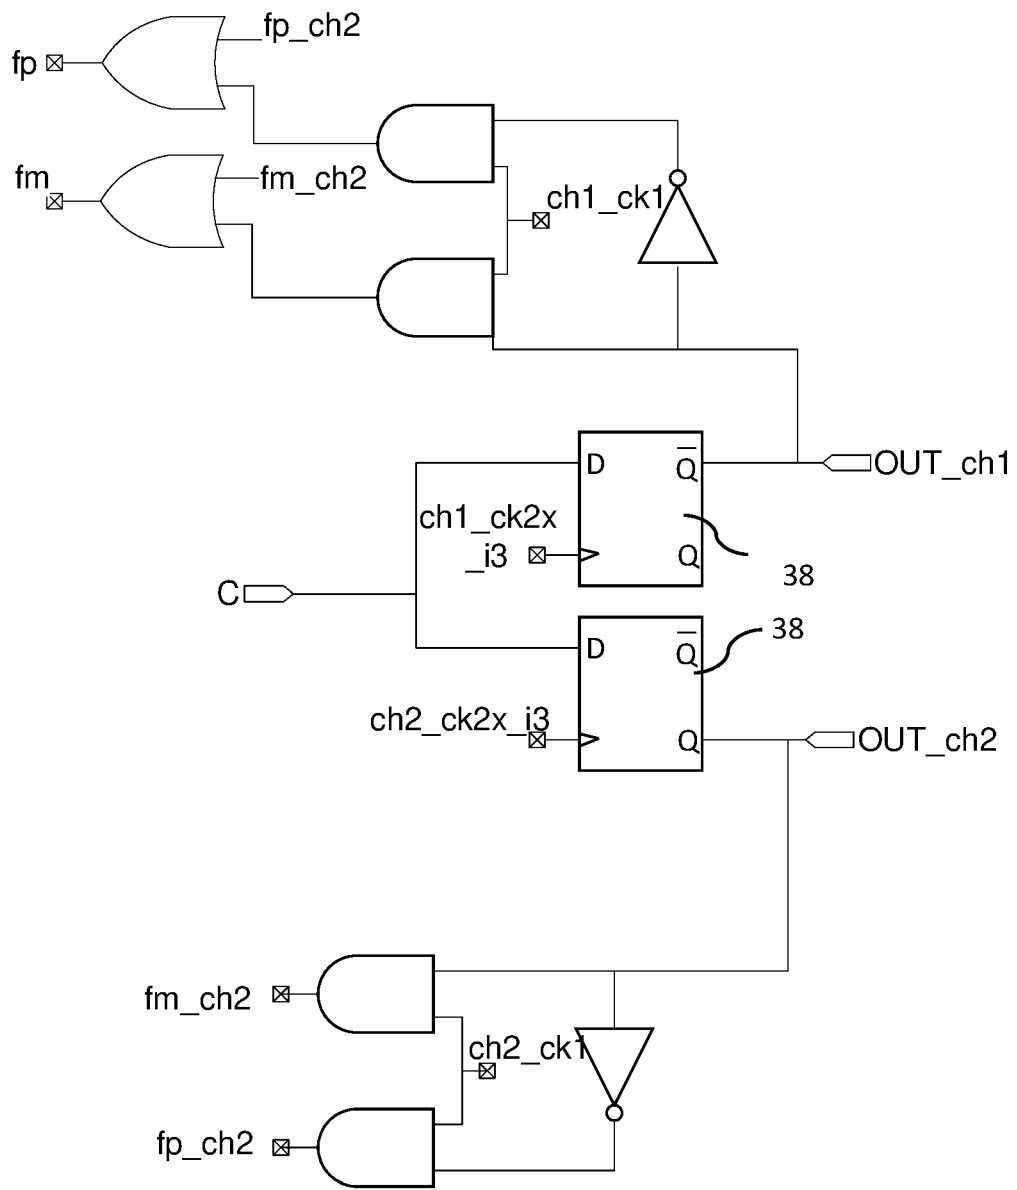 fp_ch2
fp
fm
fm_ch2
ch1_ck1
D
Q
OUT_ch1
ch1_ck2x
_i3
Q
38
C
38
D
Q
ch2_ck2x_i3
Q
OUT_ch2
fm_ch2
ch2_ck1
fp_ch2